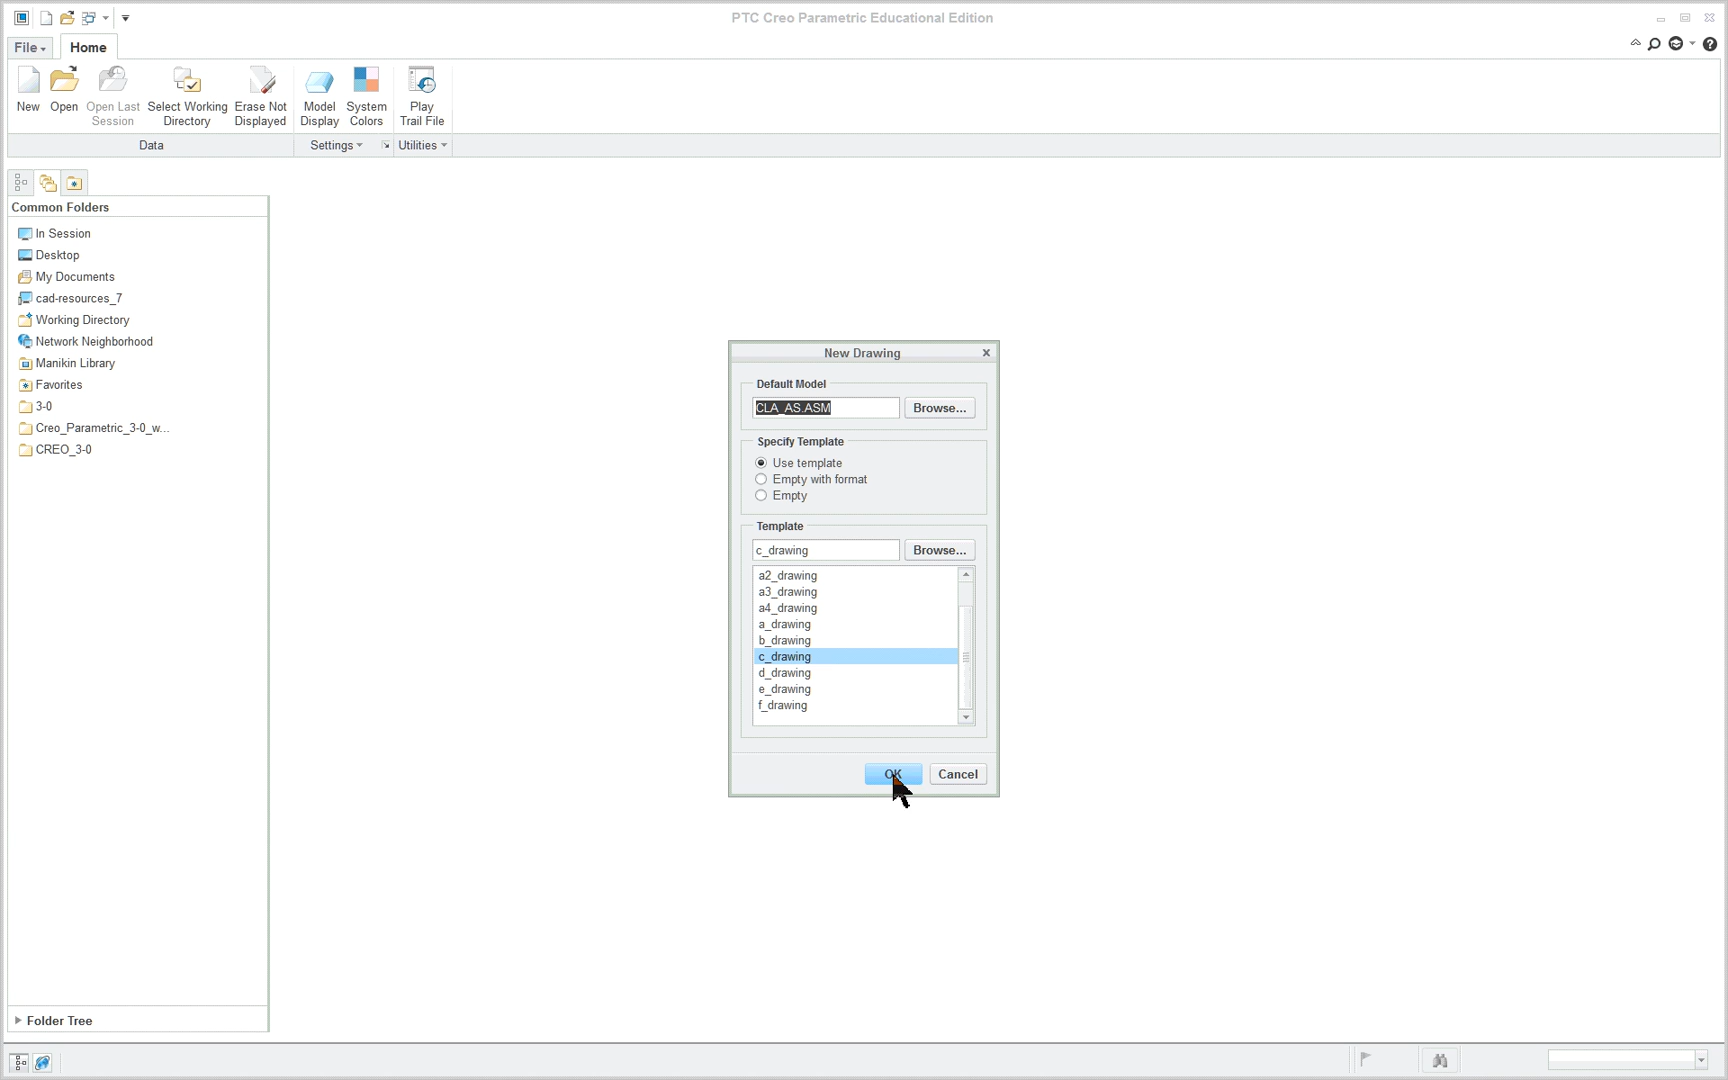 PTC Creo Parametric Educational Edition
File
Home
New
Open
Open Last
Session
Select Working
Directory
Erase Not
Displayed
Model
Display
System
Colors
Play
Trail File
Data
Settings
Utilities
Common Folders
In Session
Desktop
My Documents
cad-resources_7
Working Directory
Network Neighborhood
Manikin Library
Favorites
3-0
Creo_Parametric_3-0_w...
CREO_3-0
Folder Tree
New Drawing
Default Model
CLA_AS.ASM
Browse...
Specify Template
Use template
Empty with format
Empty
Template
c_drawing
Browse...
a2_drawing
a3_drawing
a4_drawing
a_drawing
b_drawing
c_drawing
d_drawing
e_drawing
f_drawing
OK
Cancel